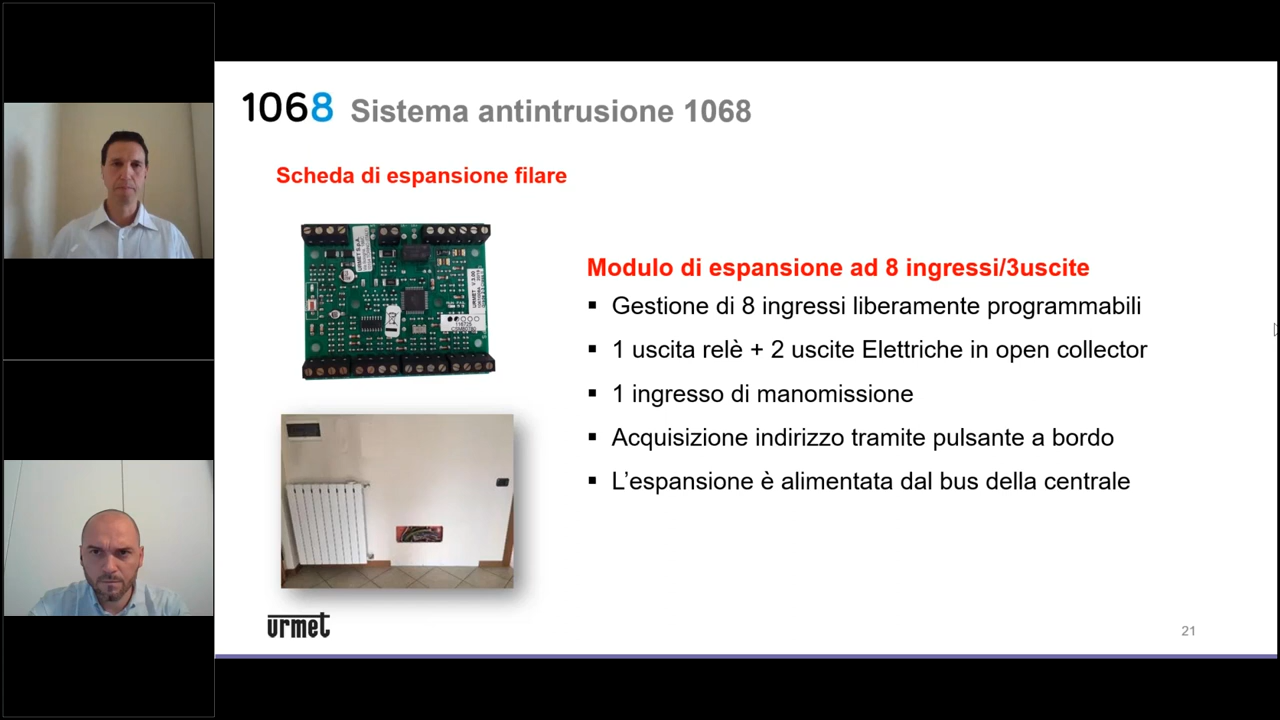 1068 Sistema antintrusione 1068
Scheda di espansione filare
Modulo di espansione ad 8 ingressi/3uscite
▪ Gestione di 8 ingressi liberamente programmabili
▪ 1 uscita relè + 2 uscite Elettriche in open collector
▪ 1 ingresso di manomissione
▪ Acquisizione indirizzo tramite pulsante a bordo
▪ L’espansione è alimentata dal bus della centrale
urmet
21